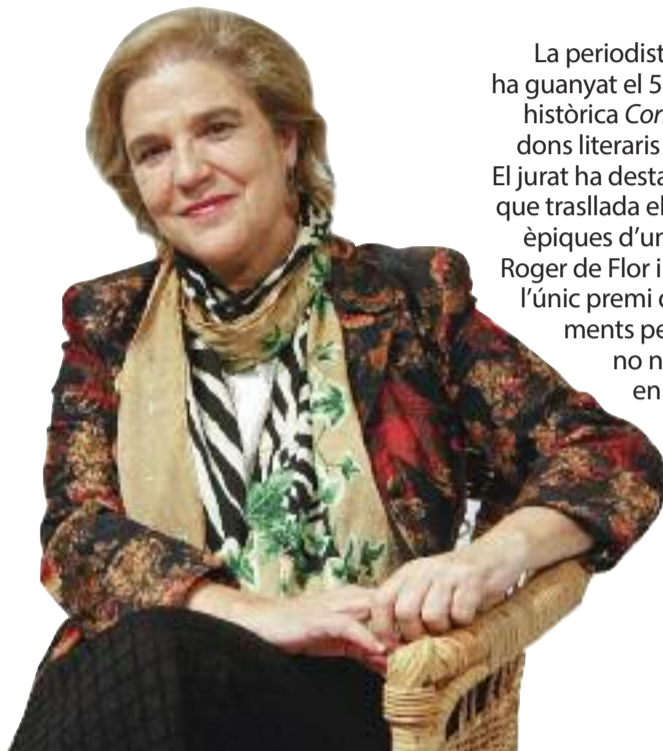 La periodist
ha guanyat el 5
històrica Cor
dons literaris
El jurat ha desta
que trasllada el
èpiques d'un
Roger de Flor i
l'únic premi d
ments pe
no n
en